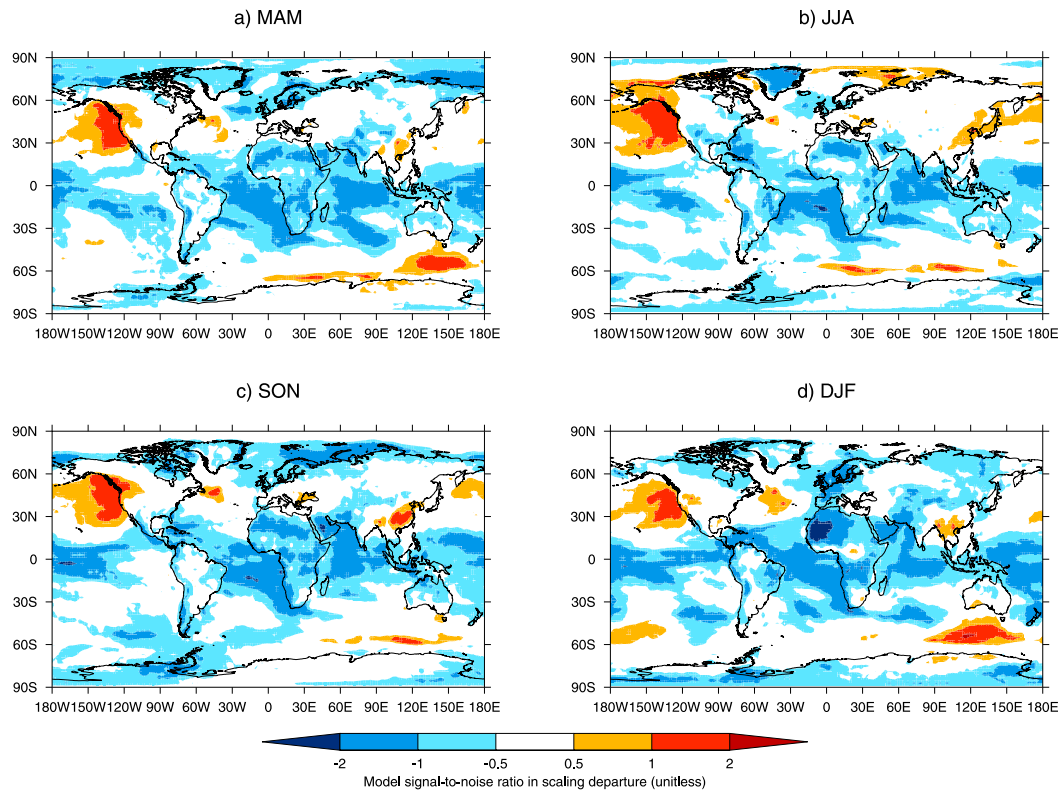 a) MAM
b) JJA
90N
60N
30N
0
30S
60S
90S
180W150W120W 90W 60W 30W 0 30E 60E 90E 120E 150E 180E
90N
60N
30N
0
30S
60S
90S
180W150W120W 90W 60W 30W 0 30E 60E 90E 120E 150E 180E
c) SON
d) DJF
90N
60N
30N
0
30S
60S
90S
180W150W120W 90W 60W 30W 0 30E 60E 90E 120E 150E 180E
90N
60N
30N
0
30S
60S
90S
180W150W120W 90W 60W 30W 0 30E 60E 90E 120E 150E 180E
-2 -1 -0.5 0.5 1 2
Model signal-to-noise ratio in scaling departure (unitless)